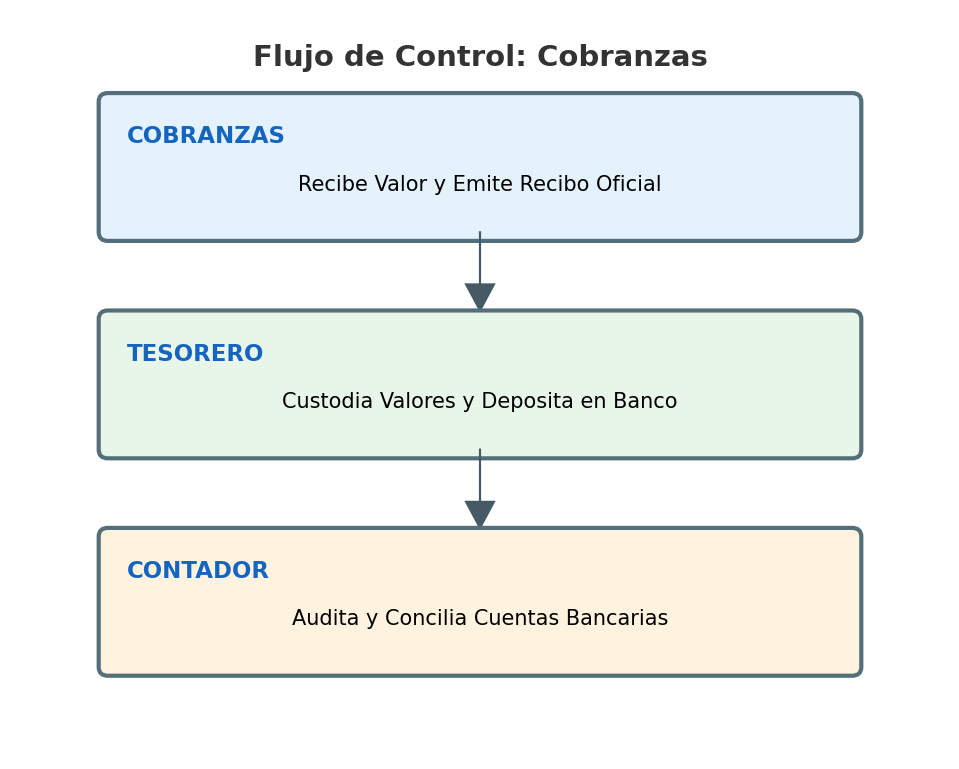 Flujo de Control: Cobranzas
COBRANZAS
Recibe Valor y Emite Recibo Oficial
TESORERO
Custodia Valores y Deposita en Banco
CONTADOR
Audita y Concilia Cuentas Bancarias